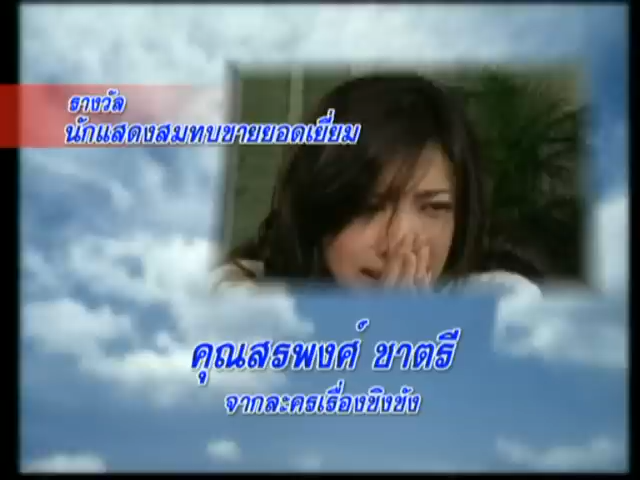 รางวัล
นักแสดงสมทบชายยอดเยี่ยม
คุณสรพงศ์ ชาตรี
จากละครเรื่องขิงขัง